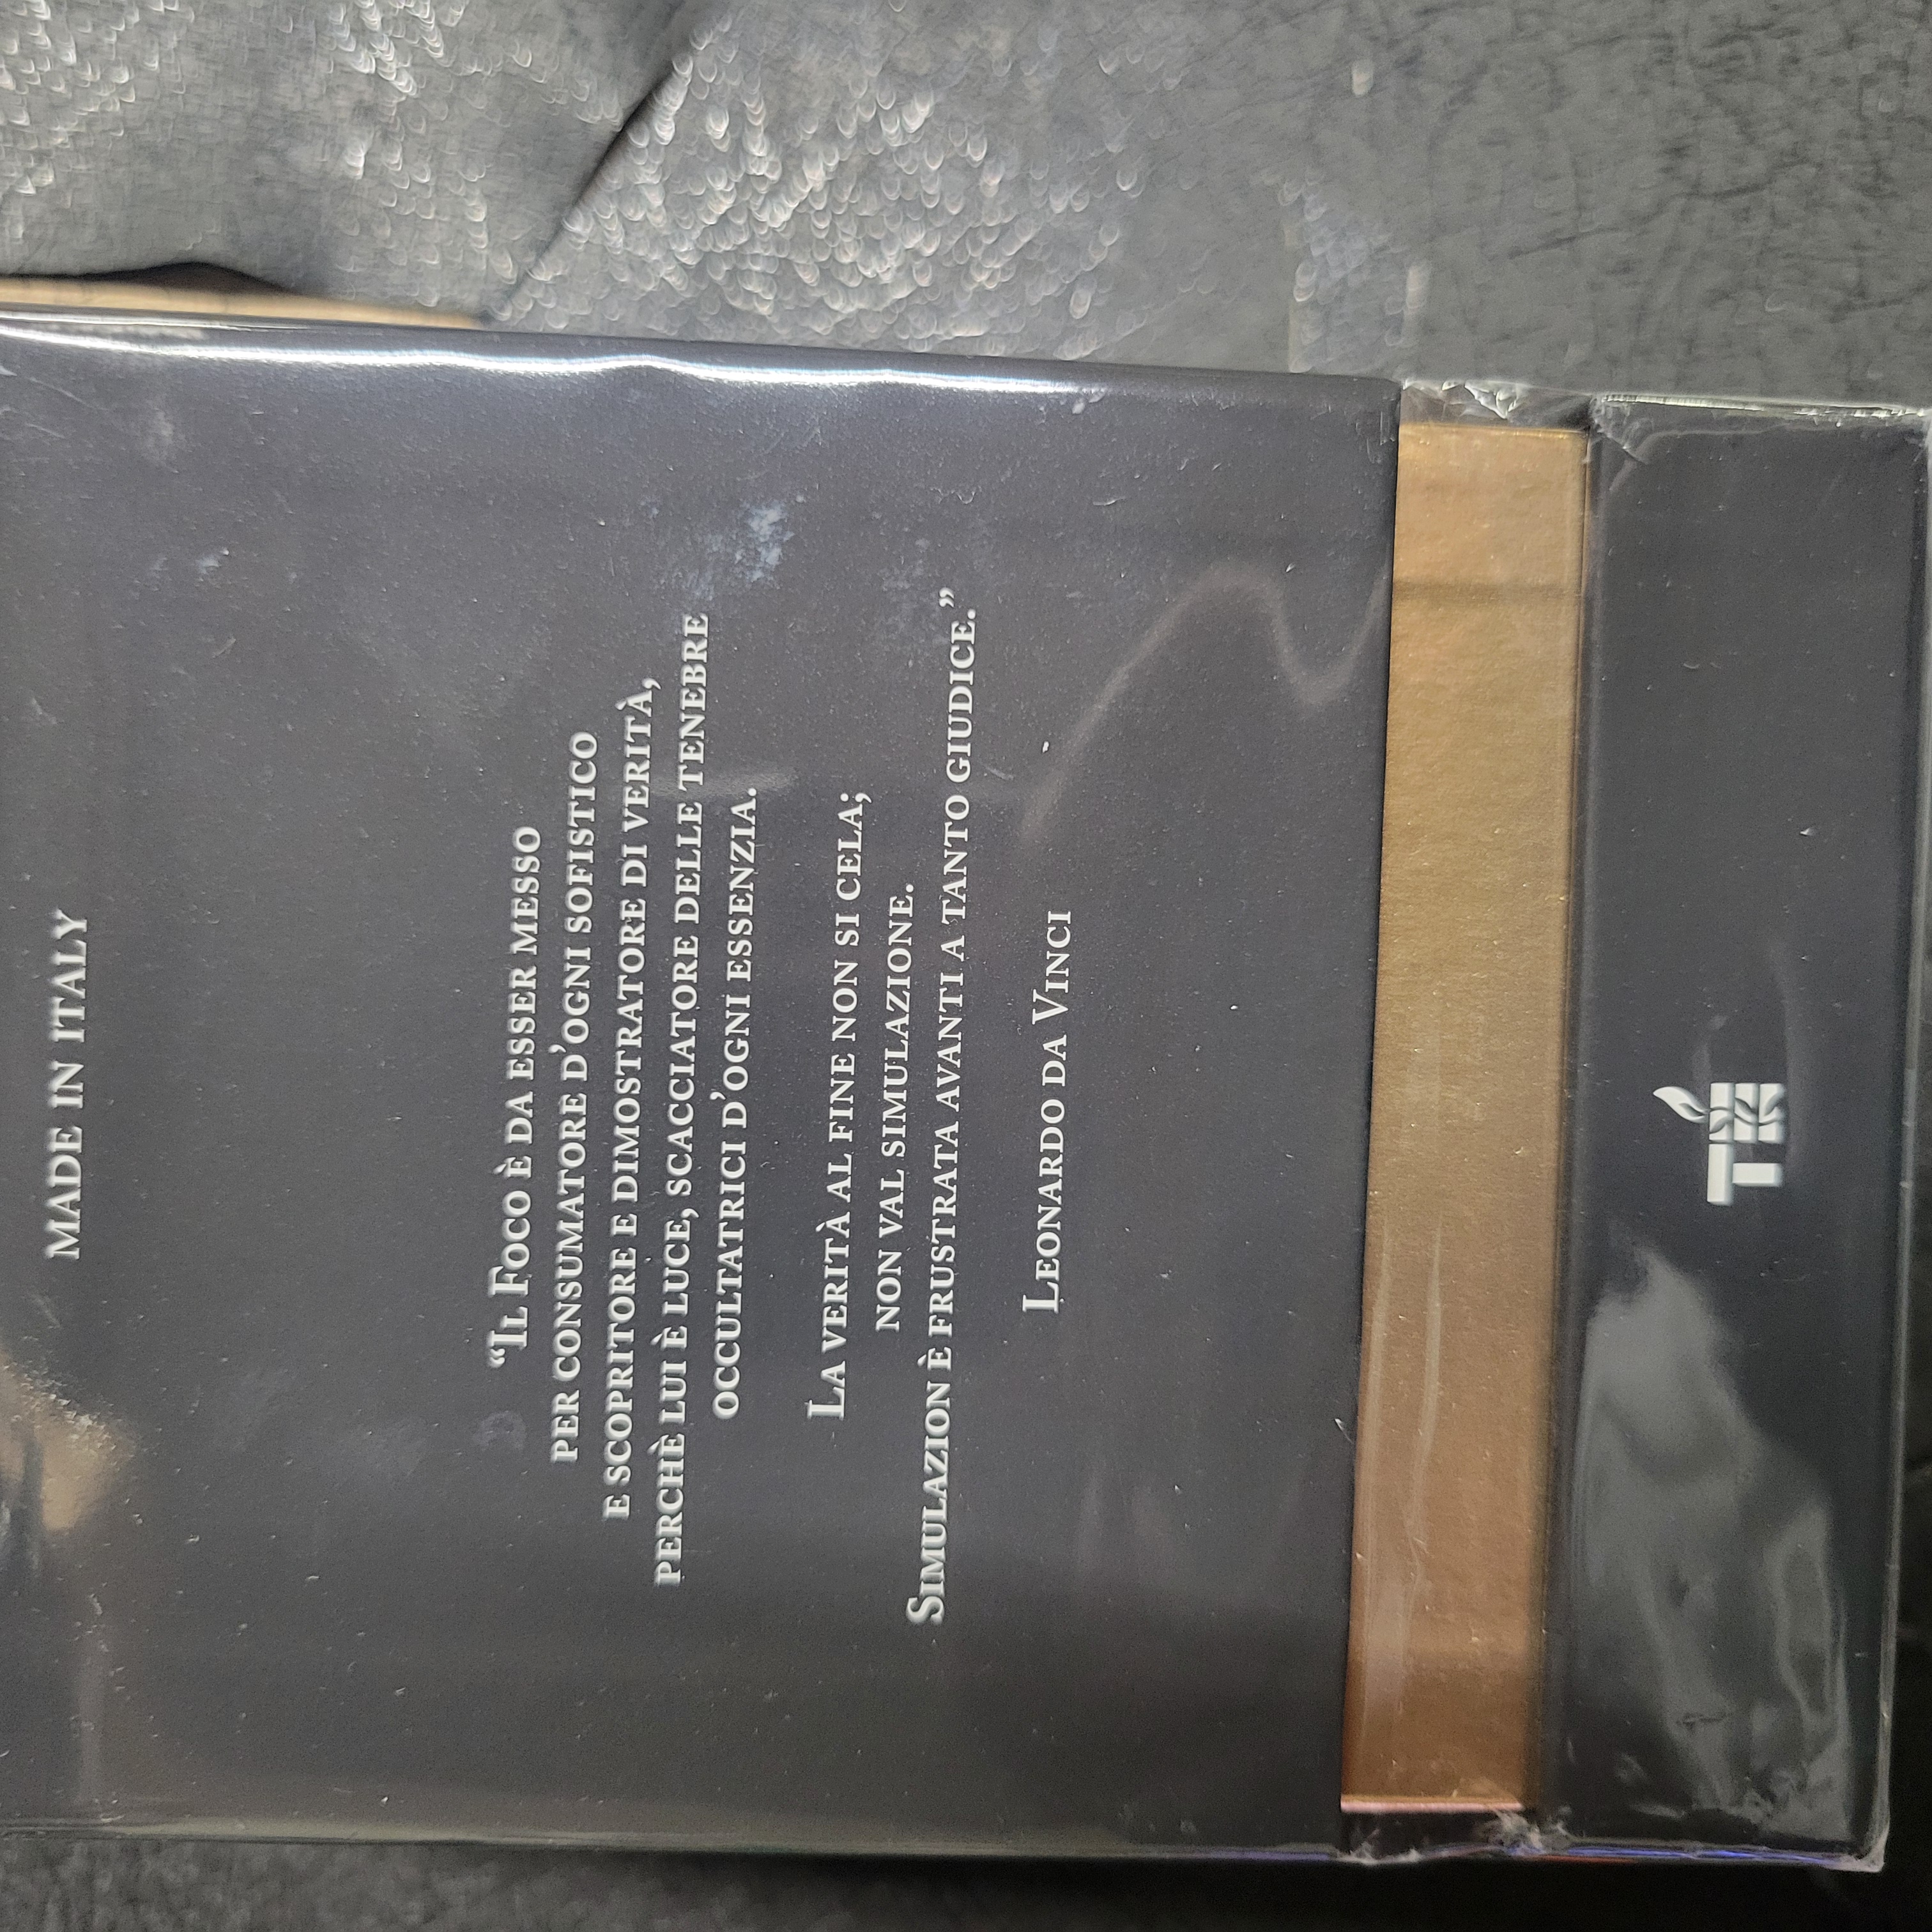 MADE IN ITALY
“IL FOCO È DA ESSER MESSO
PER CONSUMATORE D’OGNI SOFISTICO
E SCOPRITORE E DIMOSTRATORE DI VERITÀ,
PERCHÈ LUI È LUCE, SCACCIATORE DELLE TENEBRE
OCCULTATRICI D’OGNI ESSENZIA.
LA VERITÀ AL FINE NON SI CELA;
NON VAL SIMULAZIONE.
SIMULAZION È FRUSTRATA AVANTI A TANTO GIUDICE.”
LEONARDO DA VINCI